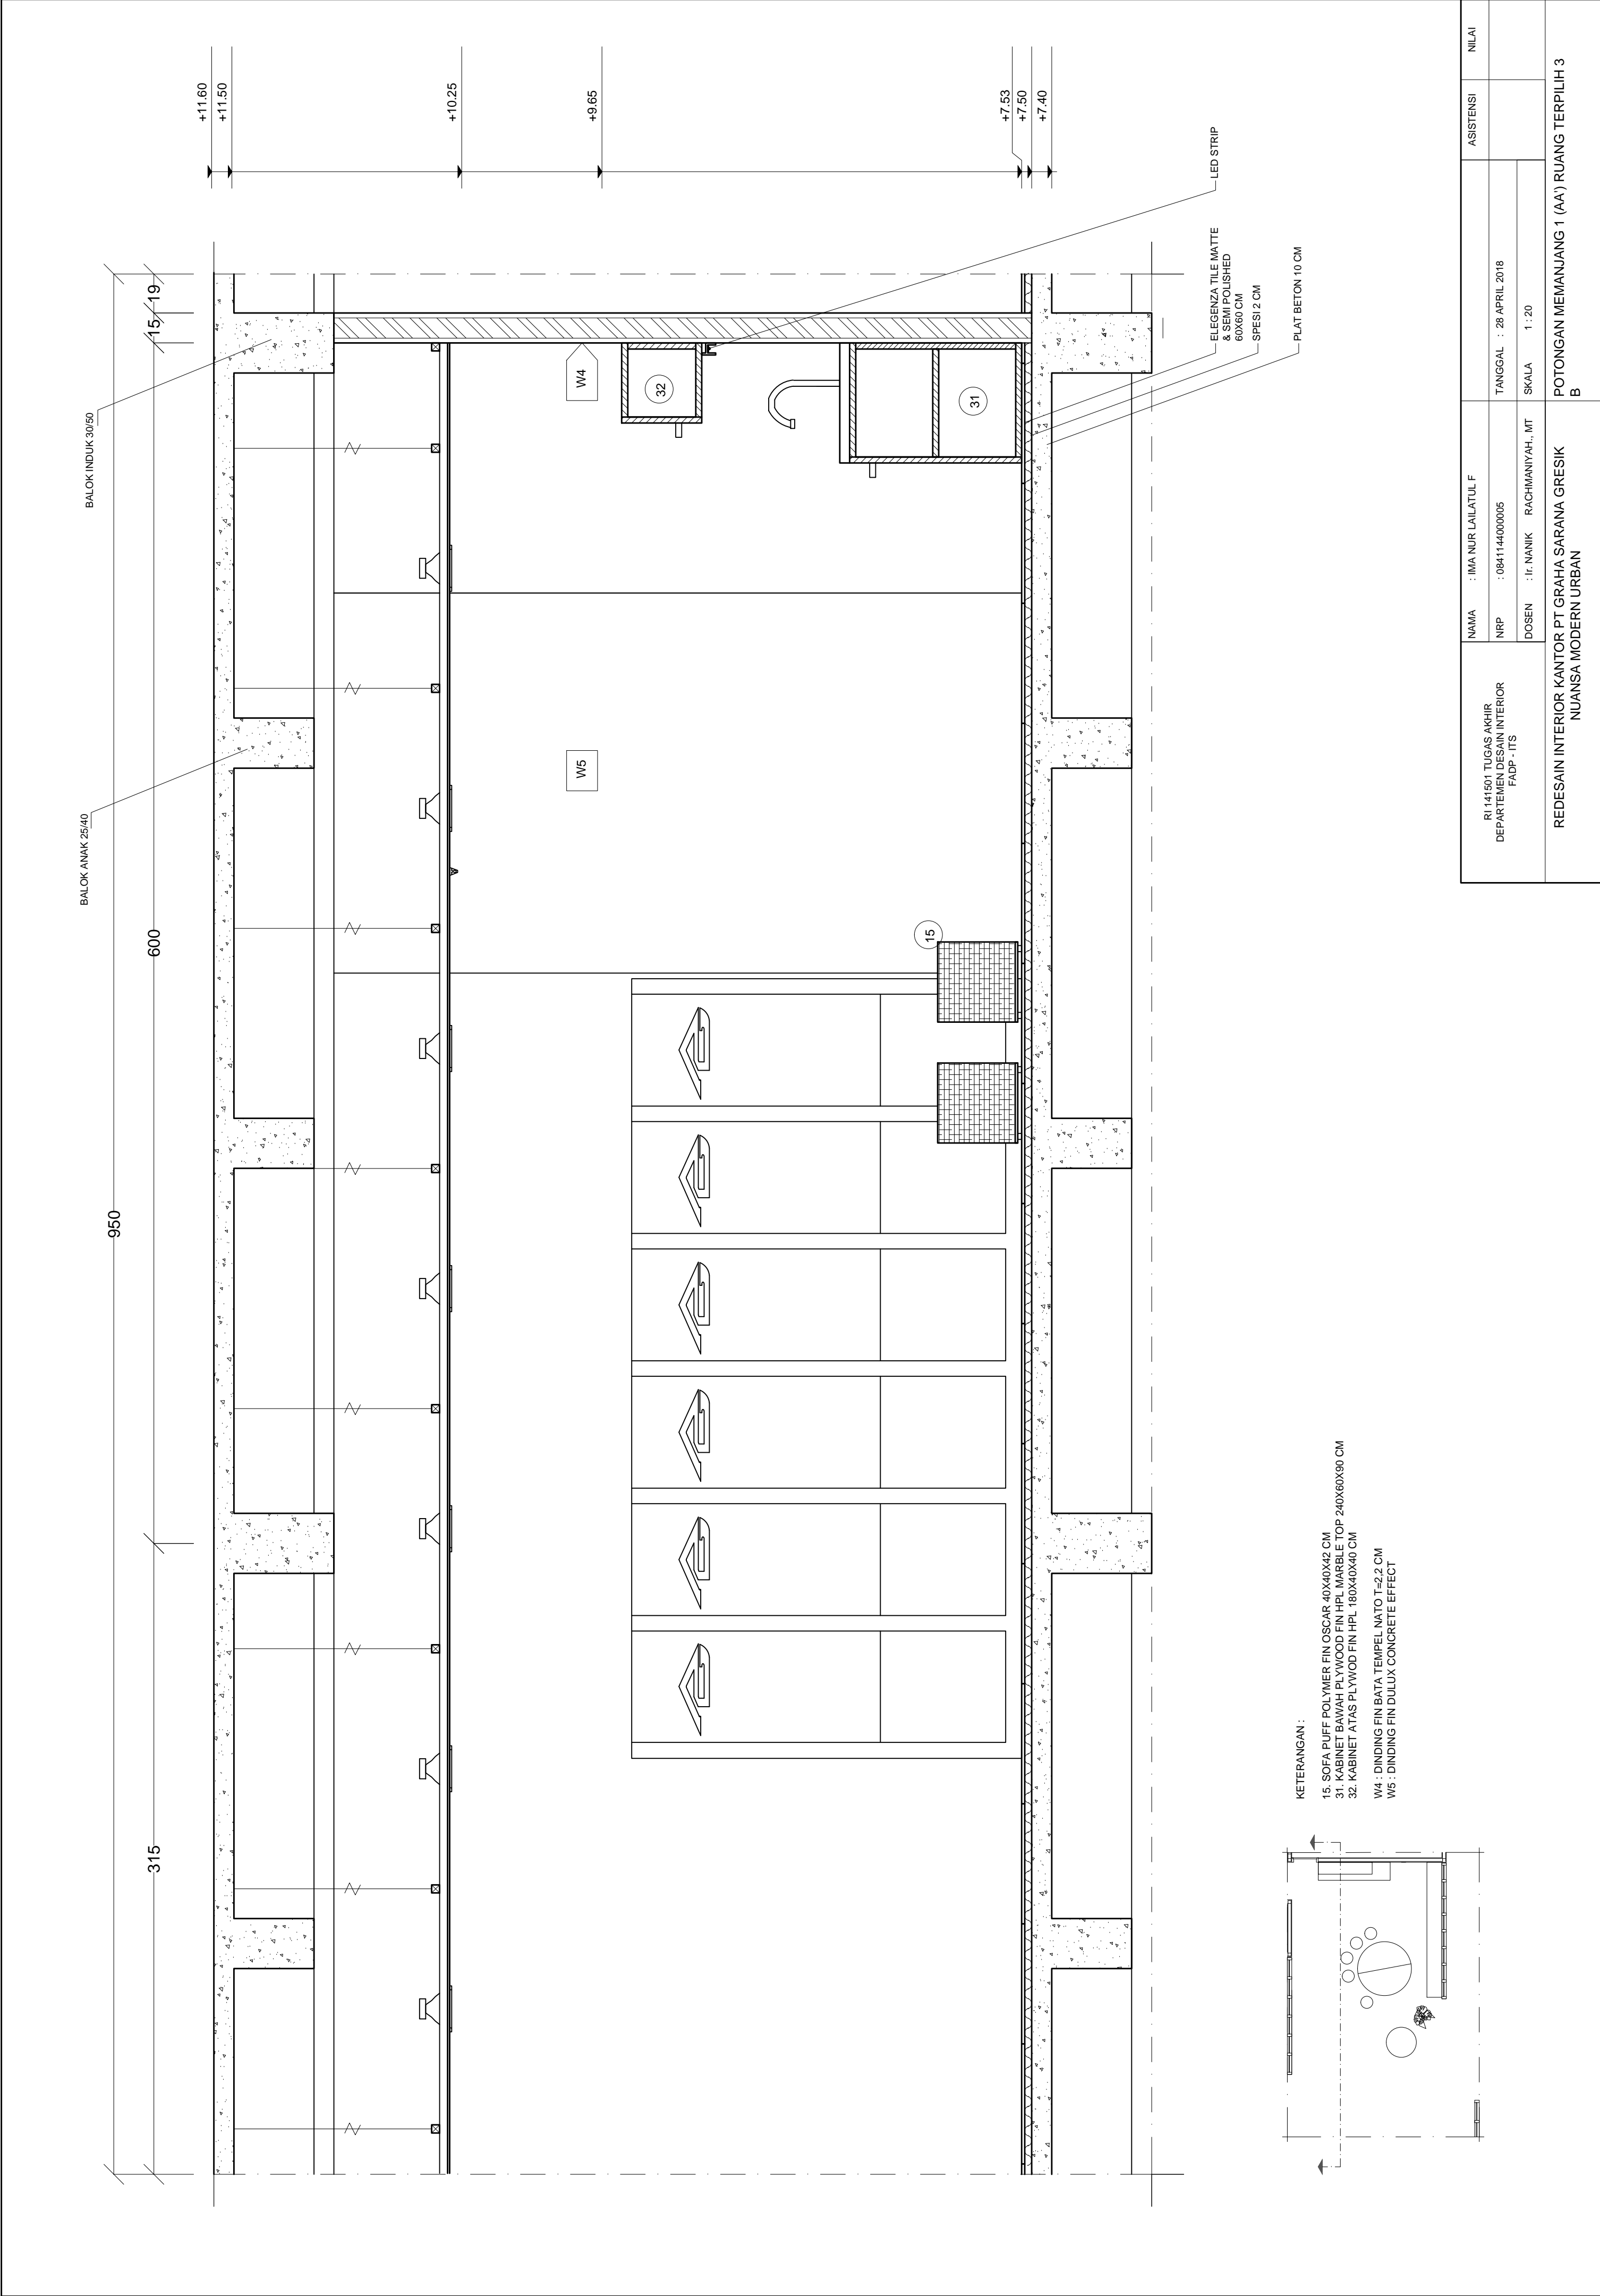 950
315
600
15
19
BALOK ANAK 25/40
BALOK INDUK 30/50
+11.60
+11.50
+10.25
+9.65
+7.53
+7.50
+7.40
W5
W4
32
31
15
LED STRIP
ELEGENZA TILE MATTE
& SEMI POLISHED
60X60 CM
SPESI 2 CM
PLAT BETON 10 CM
KETERANGAN :
15. SOFA PUFF POLYMER FIN OSCAR 40X40X42 CM
31. KABINET BAWAH PLYWOOD FIN HPL MARBLE TOP 240X60X90 CM
32. KABINET ATAS PLYWOD FIN HPL 180X40X40 CM
W4 : DINDING FIN BATA TEMPEL NATO T=2,2 CM
W5 : DINDING FIN DULUX CONCRETE EFFECT
RI 141501 TUGAS AKHIR
DEPARTEMEN DESAIN INTERIOR
FADP - ITS
NAMA : IMA NUR LAILATUL F
NRP : 0841144000005
DOSEN : Ir. NANIK RACHMANIYAH., MT
TANGGAL : 28 APRIL 2018
SKALA 1 : 20
ASISTENSI
NILAI
REDESAIN INTERIOR KANTOR PT GRAHA SARANA GRESIK
NUANSA MODERN URBAN
POTONGAN MEMANJANG 1 (AA') RUANG TERPILIH 3
B